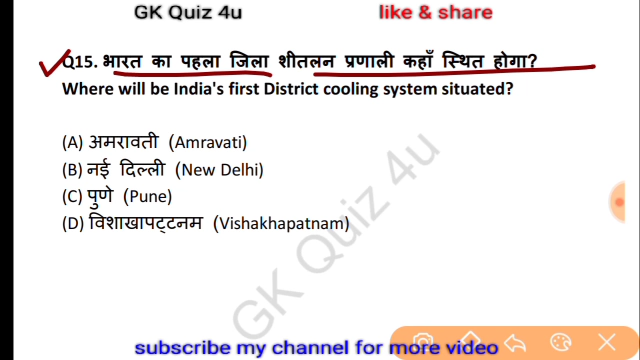 GK Quiz 4u like & share
Q15. भारत का पहला जिला शीतलन प्रणाली कहाँ स्थित होगा?
Where will be India's first District cooling system situated?
(A) अमरावती (Amravati)
(B) नई दिल्ली (New Delhi)
(C) पुणे (Pune)
(D) विशाखापट्टनम (Vishakhapatnam)
GK Quiz 4u
subscribe my channel for more video